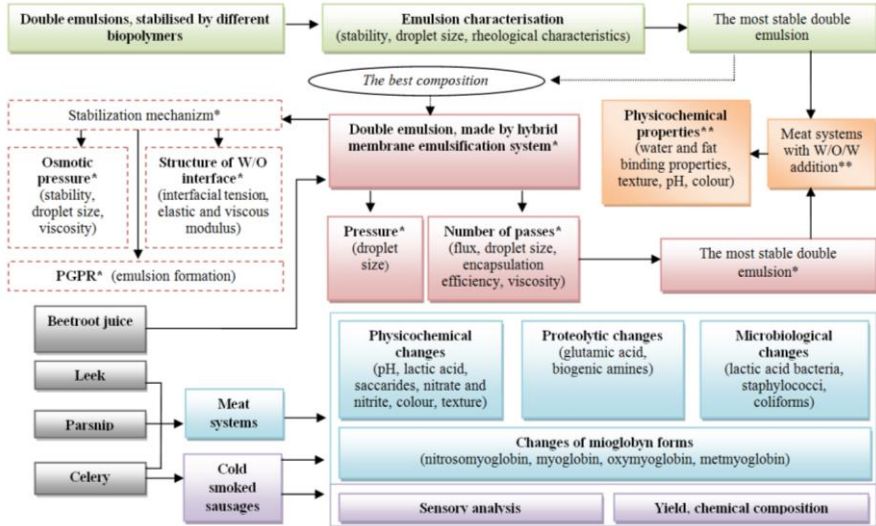 Double emulsions, stabilised by different
biopolymers
Emulsion characterisation
(stability, droplet size, rheological characteristics)
The most stable double
emulsion
The best composition
Stabilization mechanizm*
Osmotic
pressure*
(stability,
droplet size,
viscosity)
Structure of W/O
interface*
(interfacial tension,
elastic and viscous
modulus)
PGPR* (emulsion formation)
Double emulsion, made by hybrid
membrane emulsification system*
Physicochemical
properties**
(water and fat
binding properties,
texture, pH, colour)
Meat systems
with W/O/W
addition**
Pressure*
(droplet
size)
Number of passes*
(flux, droplet size,
encapsulation
efficiency, viscosity)
The most stable double
emulsion*
Beetroot juice
Leek
Parsnip
Celery
Meat
systems
Cold
smoked
sausages
Physicochemical
changes
(pH, lactic acid,
saccarides, nitrate and
nitrite, colour, texture)
Proteolytic changes
(glutamic acid,
biogenic amines)
Microbiological
changes
(lactic acid bacteria,
staphylococci,
coliforms)
Changes of mioglobyn forms
(nitrosomyoglobin, myoglobin, oxymyoglobin, metmyoglobin)
Sensory analysis
Yield, chemical composition